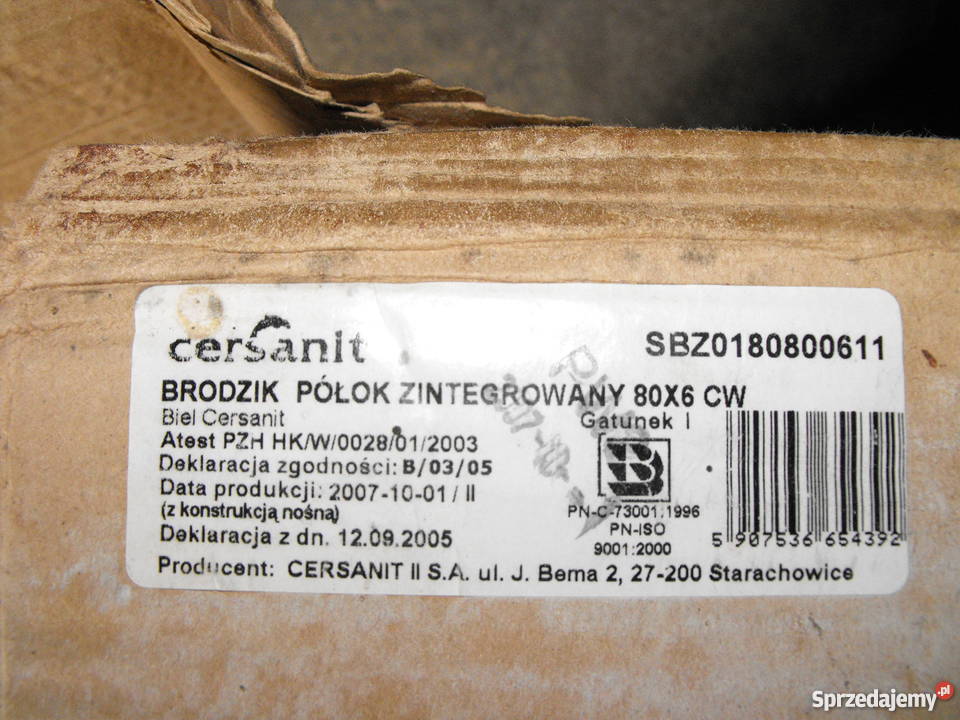 cersanit
SBZ0180800611
BRODZIK PÓŁOK ZINTEGROWANY 80X6 CW
Biel Cersanit
Gatunek I
Atest PZH HK/W/0028/01/2003
Deklaracja zgodności: B/03/05
B
Data produkcji: 2007-10-01 / II
(z konstrukcją nośną)
PN-C-73001:1996
PN-ISO
9001:2000
Deklaracja z dn. 12.09.2005
5 907536 654392
Producent: CERSANIT II S.A. ul. J. Bema 2, 27-200 Starachowice
Sprzedajemy.pl